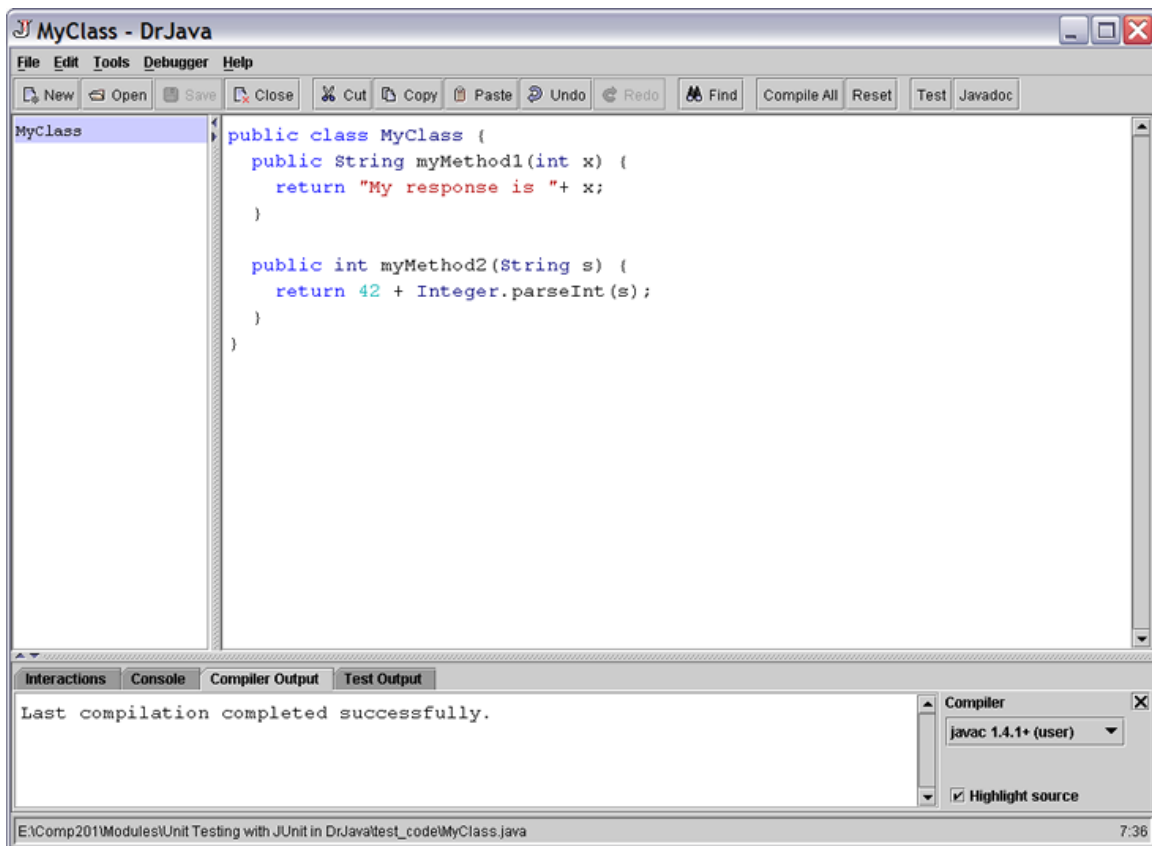 MyClass - DrJava
File Edit Tools Debugger Help
New Open Save Close Cut Copy Paste Undo Redo Find Compile All Reset Test Javadoc
MyClass
public class MyClass {
  public String myMethod1(int x) {
    return "My response is "+ x;
  }

  public int myMethod2(String s) {
    return 42 + Integer.parseInt(s);
  }
}
Interactions Console Compiler Output Test Output
Last compilation completed successfully.
Compiler
javac 1.4.1+ (user)
Highlight source
E:\Comp201\Modules\Unit Testing with JUnit in DrJava\test_code\MyClass.java 7:36